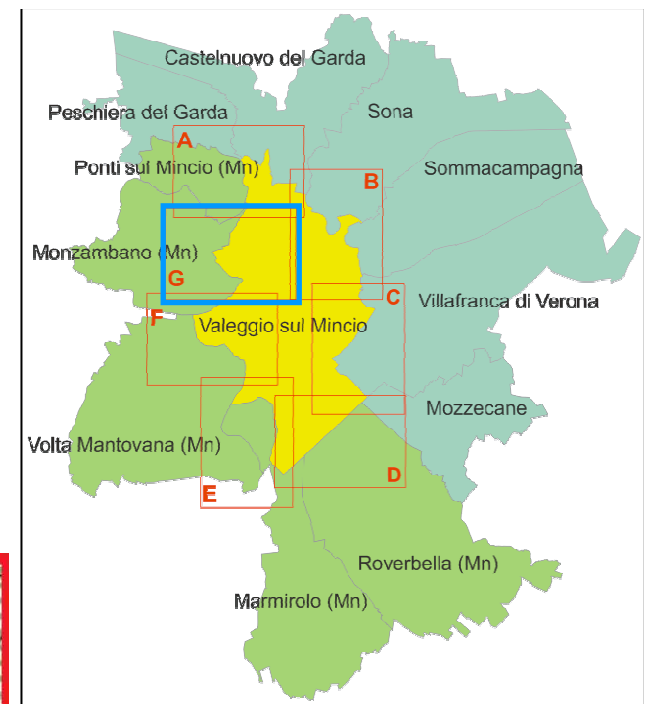 Castelnuovo del Garda
Peschiera del Garda
Sona
A
Ponti sul Mincio (Mn)
Sommacampagna
B
Monzambano (Mn)
G
C
Villafranca di Verona
F
Valeggio sul Mincio
Mozzecane
Volta Mantovana (Mn)
D
E
Roverbella (Mn)
Marmirolo (Mn)